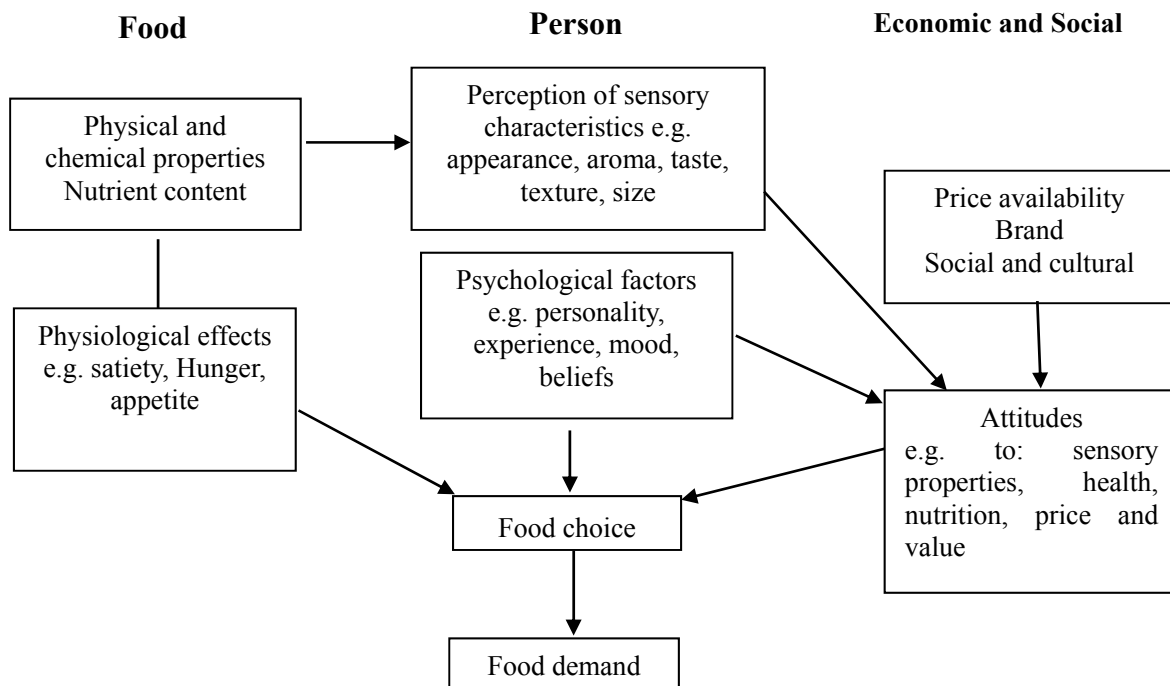 Food
Person
Economic and Social
Physical and
chemical properties
Nutrient content
Perception of sensory
characteristics e.g.
appearance, aroma, taste,
texture, size
Price availability
Brand
Social and cultural
Psychological factors
e.g. personality,
experience, mood,
beliefs
Physiological effects
e.g. satiety, Hunger,
appetite
Attitudes
e.g. to: sensory
properties, health,
nutrition, price and
value
Food choice
Food demand